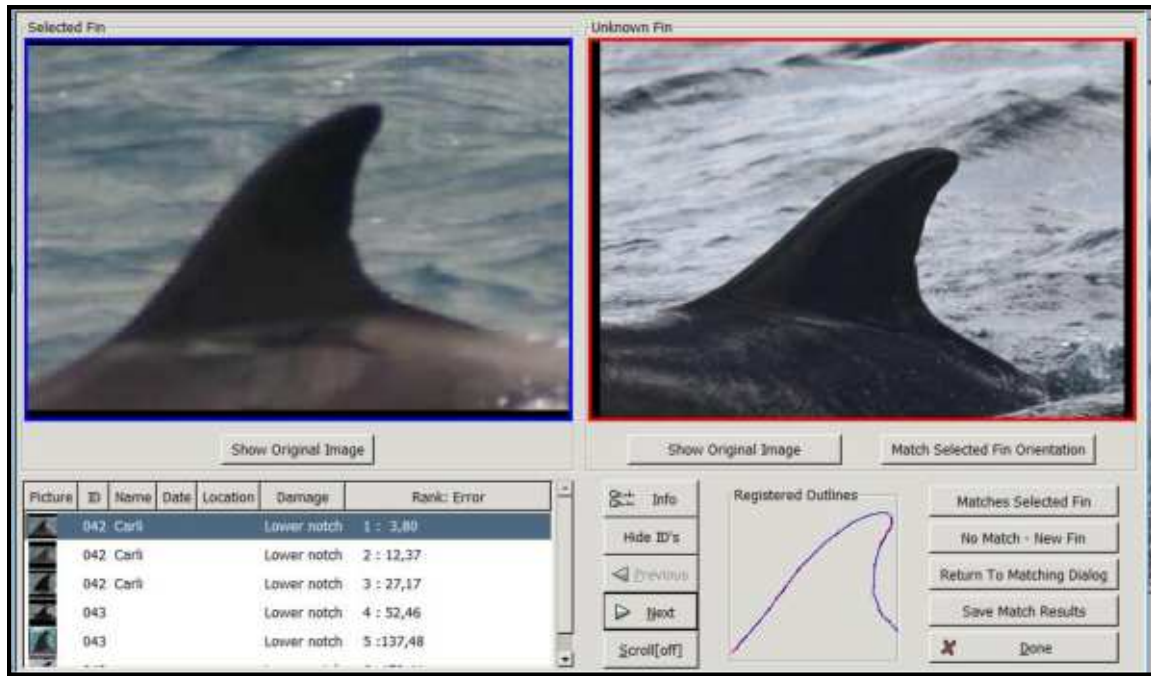 Selected Fin
Unknown Fin
Show Original Image
Show Original Image
Match Selected Fin Orientation
Picture ID Name Date Location Damage Rank: Error
042 Carli Lower notch 1 : 3,80
042 Carli Lower notch 2 : 12,37
042 Carli Lower notch 3 : 27,17
043 Lower notch 4 : 52,46
043 Lower notch 5 :137,48
Info
Hide ID's
Previous
Next
Scroll[off]
Registered Outlines
Matches Selected Fin
No Match - New Fin
Return To Matching Dialog
Save Match Results
Done